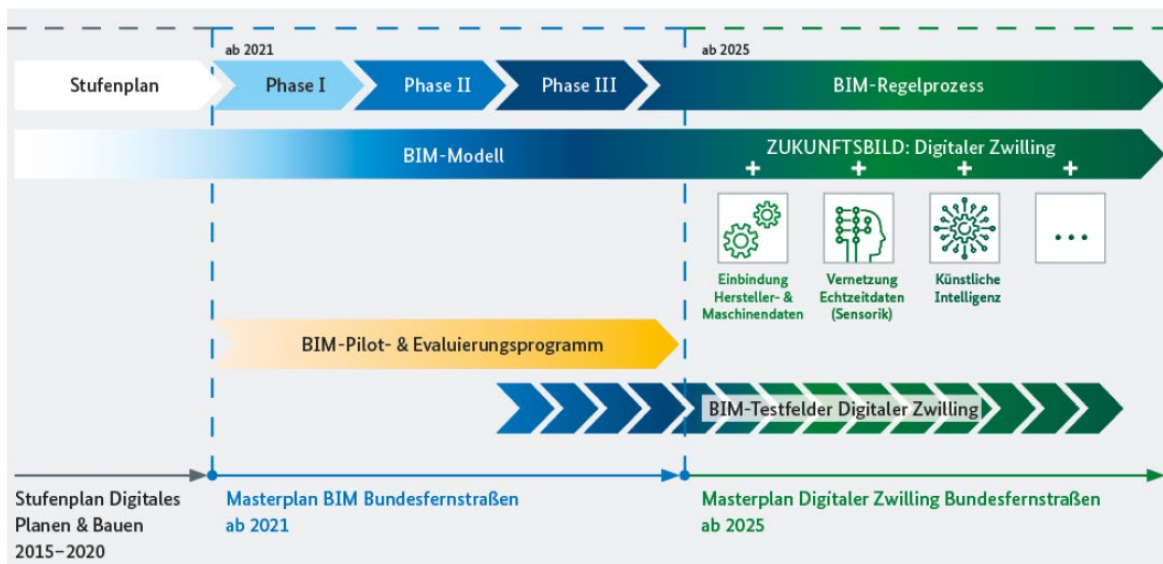 ab 2021
ab 2025
Stufenplan
Phase I
Phase II
Phase III
BIM-Regelprozess
BIM-Modell
ZUKUNFTSBILD: Digitaler Zwilling
Einbindung
Hersteller- &
Maschinendaten
Vernetzung
Echtzeitdaten
(Sensorik)
Künstliche
Intelligenz
...
BIM-Pilot- & Evaluierungsprogramm
BIM-Testfelder Digitaler Zwilling
Stufenplan Digitales
Planen & Bauen
2015–2020
Masterplan BIM Bundesfernstraßen
ab 2021
Masterplan Digitaler Zwilling Bundesfernstraßen
ab 2025